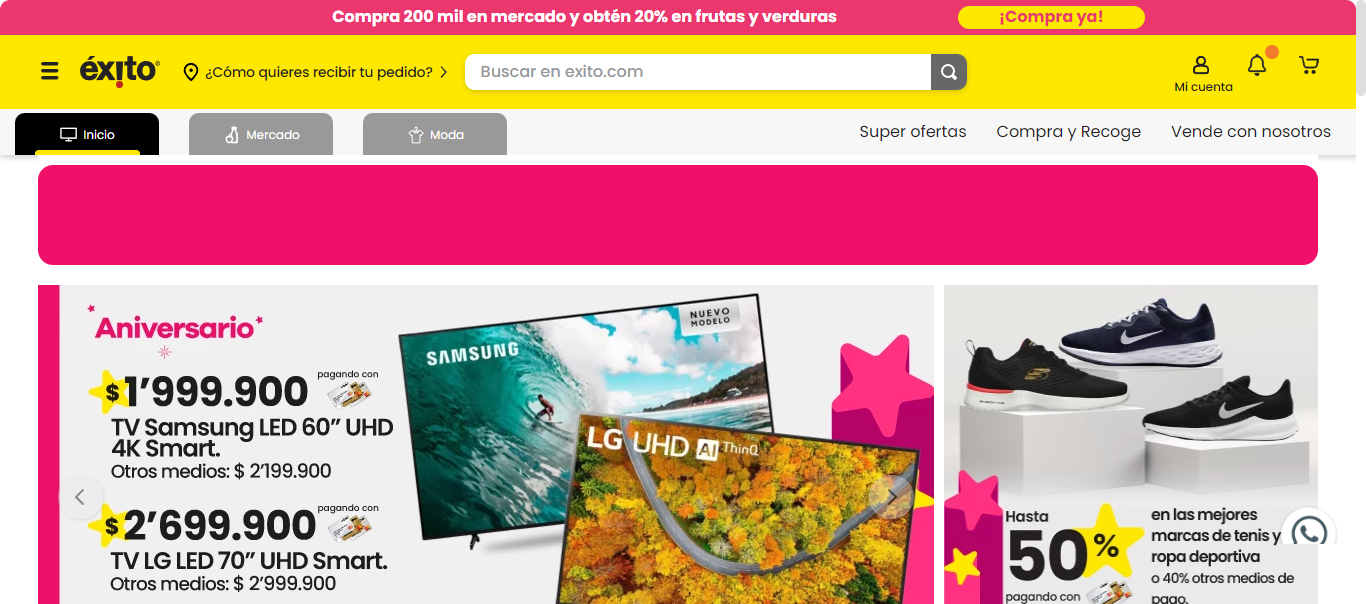 Compra 200 mil en mercado y obtén 20% en frutas y verduras
¡Compra ya!
éxito
¿Cómo quieres recibir tu pedido?
Buscar en exito.com
Mi cuenta
Inicio
Mercado
Moda
Super ofertas
Compra y Recoge
Vende con nosotros
Aniversario
$1’999.900
pagando con
TV Samsung LED 60” UHD
4K Smart.
Otros medios: $ 2’199.900
$2’699.900
pagando con
TV LG LED 70” UHD Smart.
Otros medios: $ 2’999.900
SAMSUNG
NUEVO
MODELO
LG UHD AI ThinQ
Hasta
50%
pagando con
en las mejores
marcas de tenis y
ropa deportiva
o 40% otros medios de
pago.